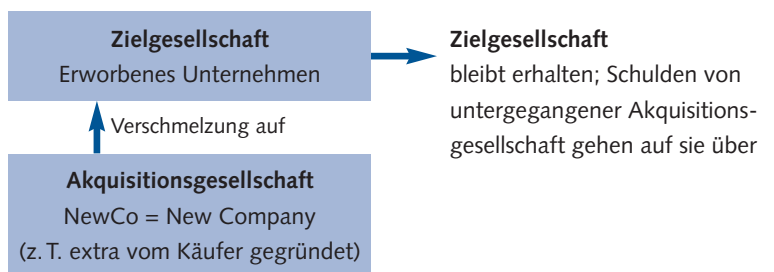 Zielgesellschaft
Erworbenes Unternehmen
Verschmelzung auf
Akquisitionsgesellschaft
NewCo = New Company
(z. T. extra vom Käufer gegründet)
Zielgesellschaft
bleibt erhalten; Schulden von
untergegangener Akquisitions-
gesellschaft gehen auf sie über